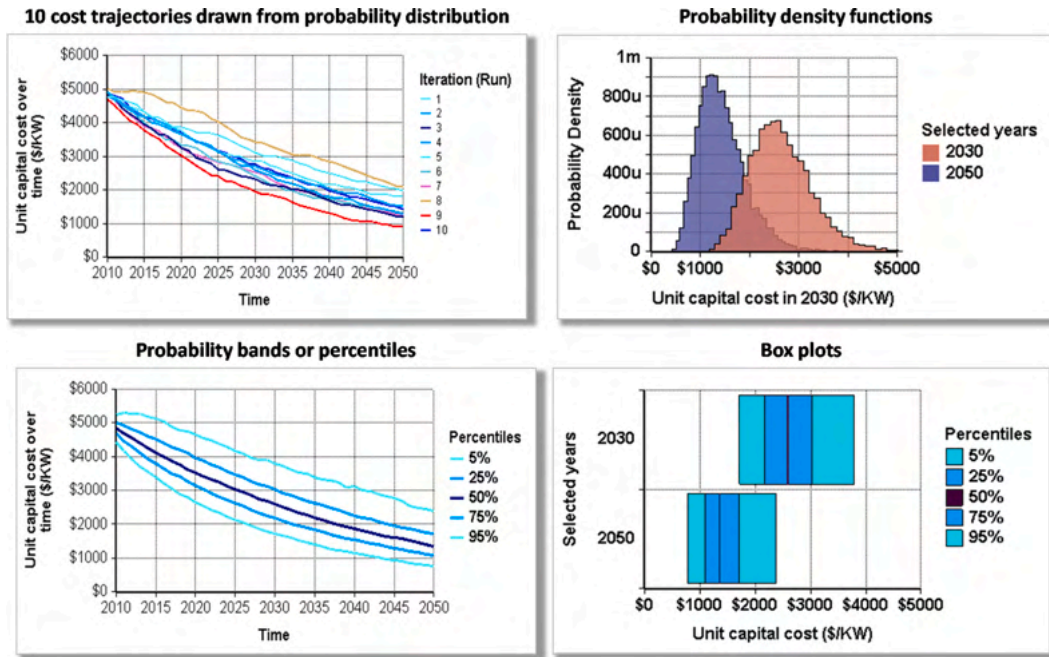 10 cost trajectories drawn from probability distribution
Unit capital cost over
time ($/KW)
$6000
$5000
$4000
$3000
$2000
$1000
$0
2010 2015 2020 2025 2030 2035 2040 2045 2050
Time
Iteration (Run)
1
2
3
4
5
6
7
8
9
10
Probability density functions
Probability Density
1m
800u
600u
400u
200u
0
$0 $1000 $3000 $5000
Unit capital cost in 2030 ($/KW)
Selected years
2030
2050
Probability bands or percentiles
Unit capital cost over
time ($/KW)
$6000
$5000
$4000
$3000
$2000
$1000
$0
2010 2015 2020 2025 2030 2035 2040 2045 2050
Time
Percentiles
5%
25%
50%
75%
95%
Box plots
Selected years
2030
2050
$0 $1000 $2000 $3000 $4000 $5000
Unit capital cost ($/KW)
Percentiles
5%
25%
50%
75%
95%